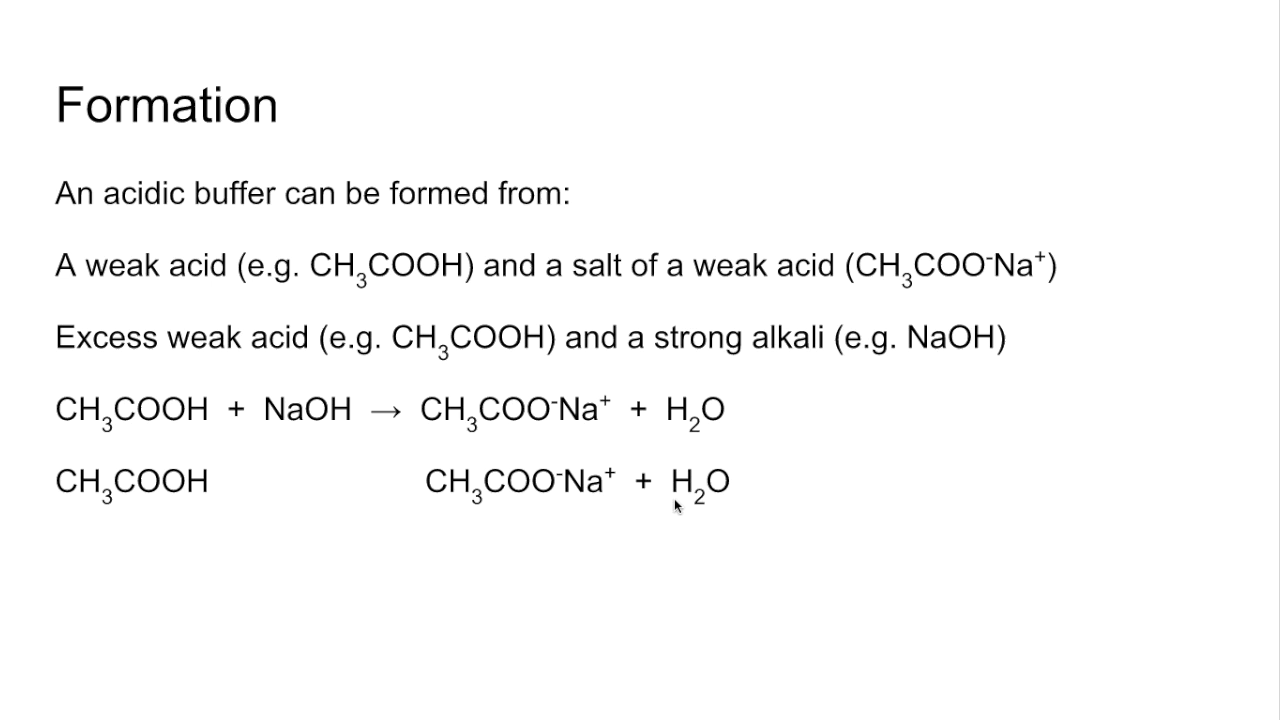 Formation
An acidic buffer can be formed from:
A weak acid (e.g. CH₃COOH) and a salt of a weak acid (CH₃COO⁻Na⁺)
Excess weak acid (e.g. CH₃COOH) and a strong alkali (e.g. NaOH)
CH₃COOH + NaOH → CH₃COO⁻Na⁺ + H₂O
CH₃COOH CH₃COO⁻Na⁺ + H₂O